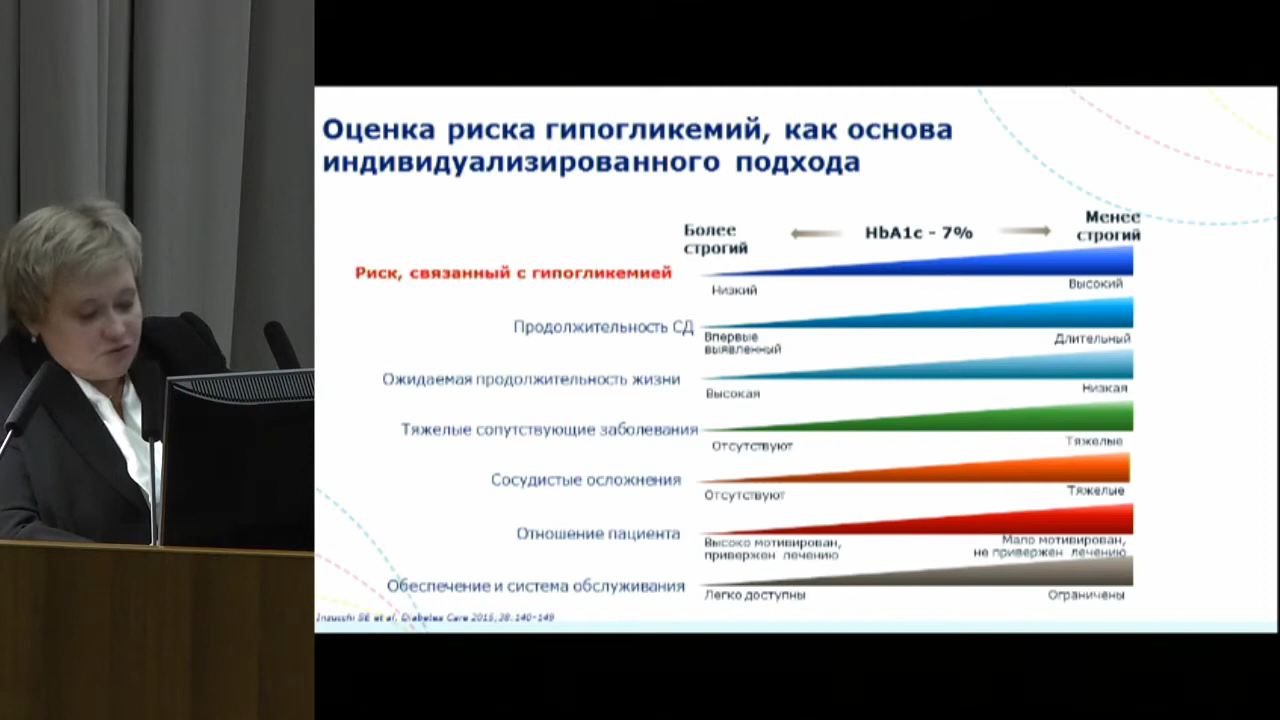 Оценка риска гипогликемий, как основа
индивидуализированного подхода
Более
строгий
HbA1c - 7%
Менее
строгий
Риск, связанный с гипогликемией
Низкий
Высокий
Продолжительность СД
Впервые
выявленный
Длительный
Ожидаемая продолжительность жизни
Высокая
Низкая
Тяжелые сопутствующие заболевания
Отсутствуют
Тяжелые
Сосудистые осложнения
Отсутствуют
Тяжелые
Отношение пациента
Высоко мотивирован,
привержен лечению
Мало мотивирован,
не привержен лечению
Обеспечение и система обслуживания
Легко доступны
Ограничены
Inzucchi SE et al. Diabetes Care 2015;38:140-149